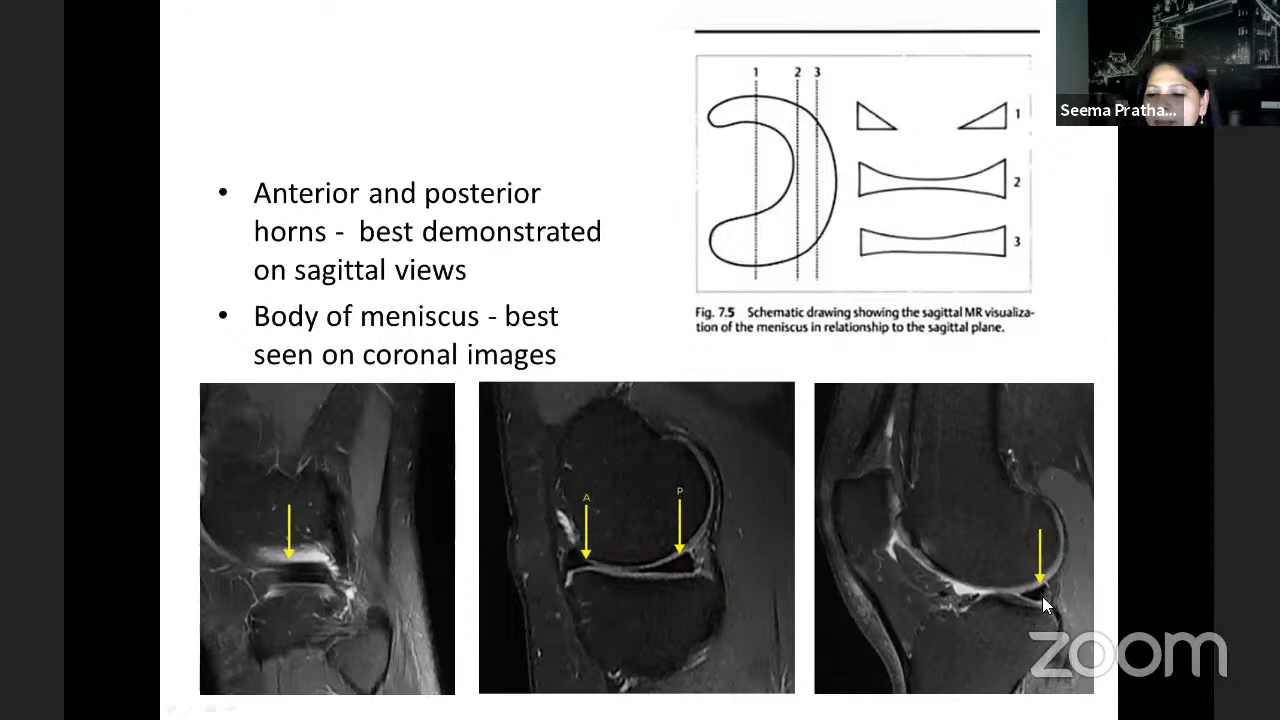 Seema Pratha...
1 2 3
1
2
3
• Anterior and posterior
horns - best demonstrated
on sagittal views
• Body of meniscus - best
seen on coronal images
Fig. 7.5 Schematic drawing showing the sagittal MR visualiza-
tion of the meniscus in relationship to the sagittal plane.
A
P
zoom